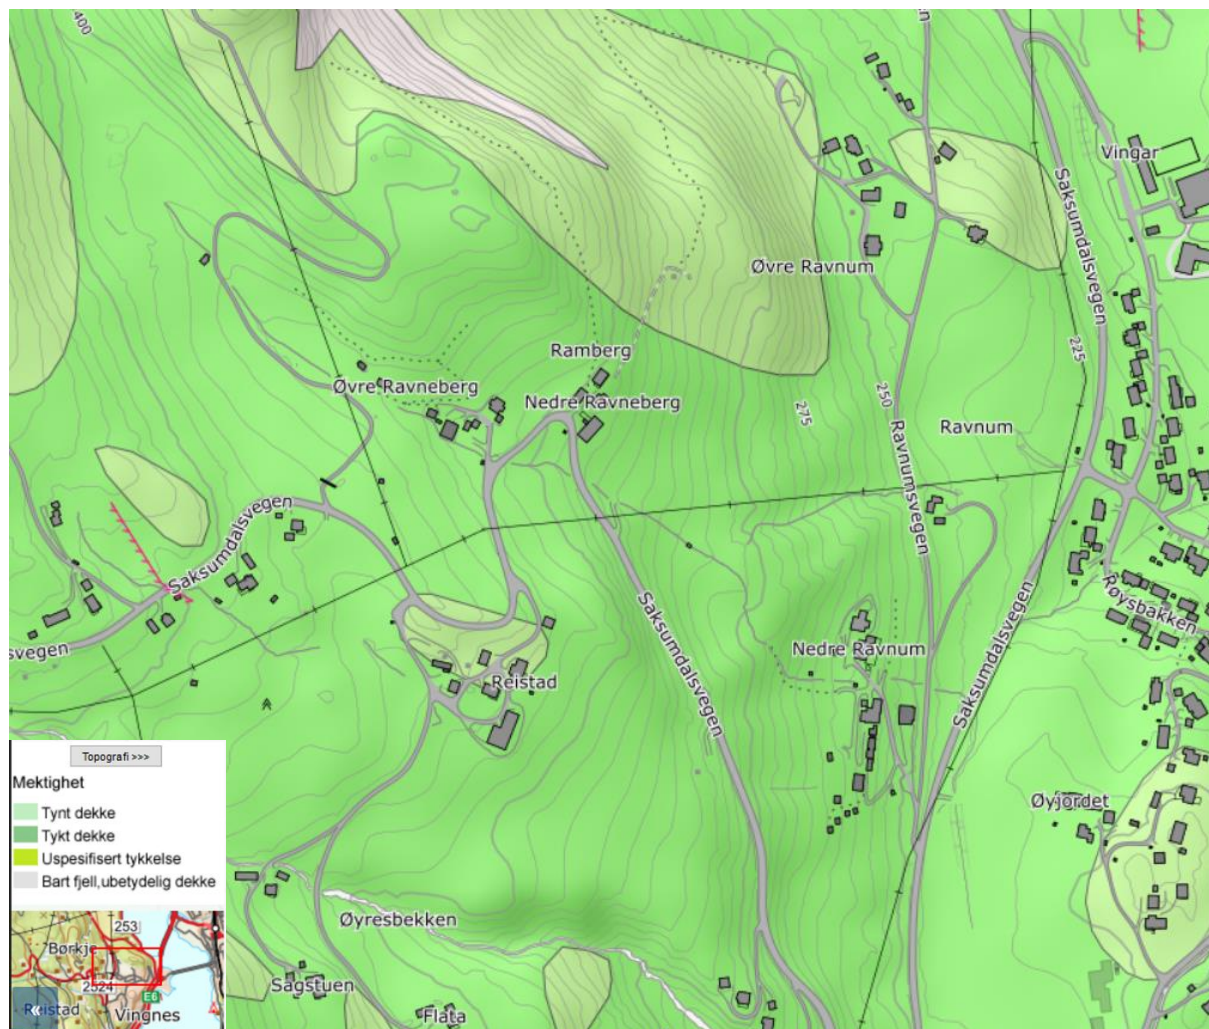 400
Vingar
Saksumdalsvegen
Øvre Ravnum
225
Ramberg
Øvre Ravneberg
Nedre Ravneberg
250
275
Ravnum
Ravnumsvegen
Saksumdalsvegen
Røysbakken
Saksumdalsvegen
svegen
Nedre Ravnum
Reistad
Saksumdalsvegen
Topografi >>>
Mektighet
Tynt dekke
Tykt dekke
Uspesifisert tykkelse
Bart fjell,ubetydelig dekke
Øyjordet
Øyresbekken
Sagstuen
Flata
253
Børkje
2524
E6
Reistad
«
Vingnes